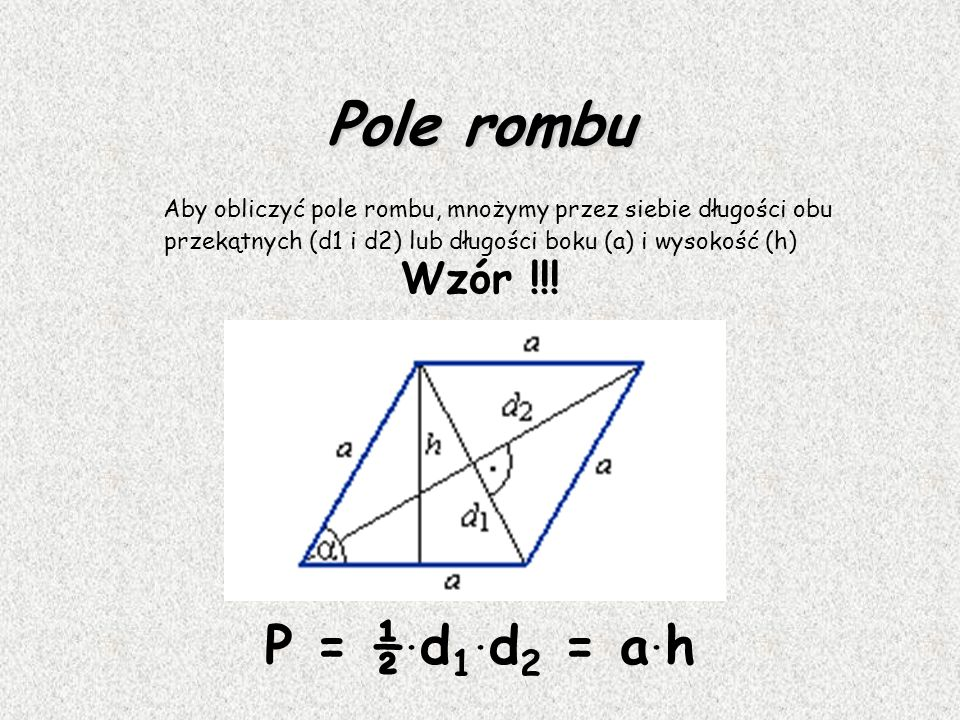 Pole rombu
Aby obliczyć pole rombu, mnożymy przez siebie długości obu
przekątnych (d1 i d2) lub długości boku (a) i wysokość (h)
Wzór !!!
a
d2
a
h
a
d1
α
a
P = ½·d₁·d₂ = a·h